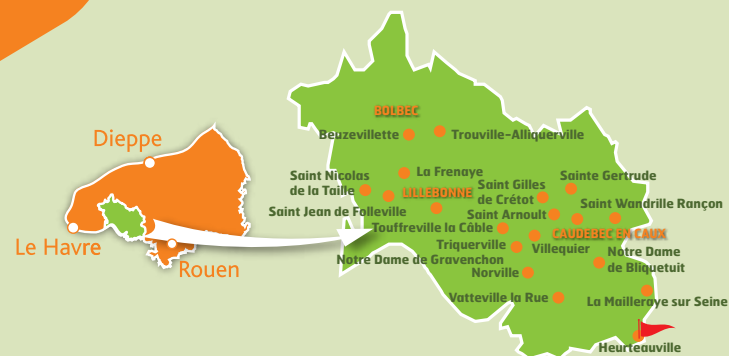 BOLBEC
Beuzevillette
Trouville-Alliquerville
Dieppe
La Frenaye
Saint Nicolas
de la Taille
Sainte Gertrude
LILLEBONNE
Saint Gilles
de Crétot
Saint Wandrille Rançon
Saint Jean de Folleville
Saint Arnoult
Touffreville la Câble
CAUDEBEC EN CAUX
Le Havre
Triquerville
Villequier
Notre Dame
de Bliquetuit
Notre Dame de Gravenchon
Rouen
Norville
Vatteville la Rue
La Mailleraye sur Seine
Heurteauville